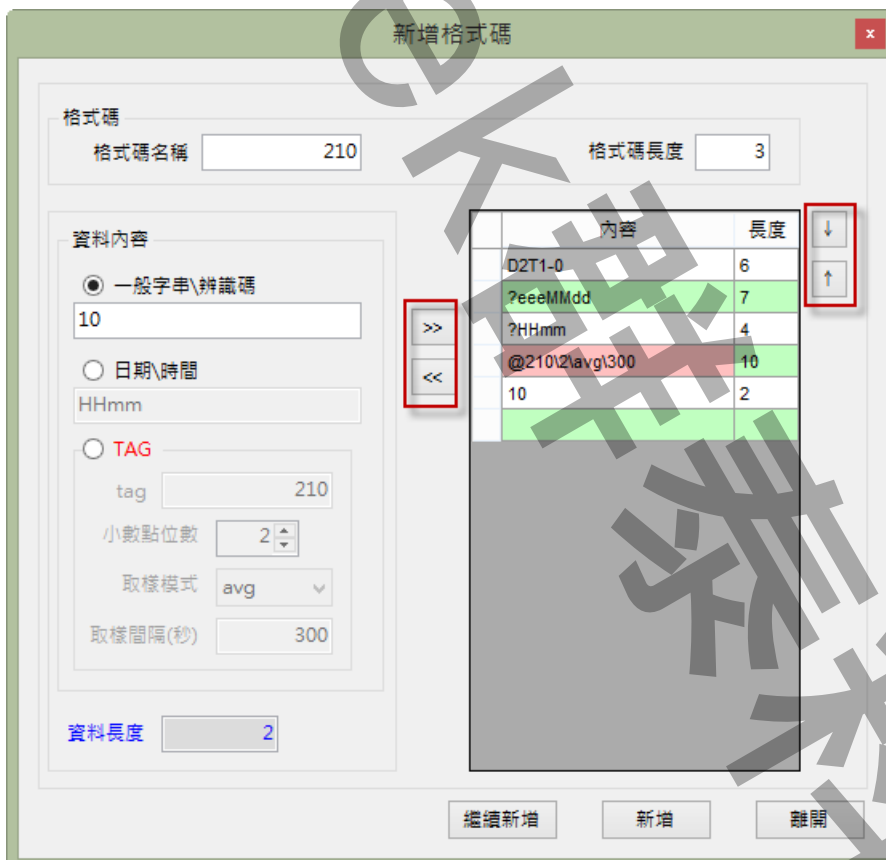 新增格式碼
x
格式碼
格式碼名稱 210 格式碼長度 3
資料內容
一般字串\辨識碼
10
日期\時間
HHmm
TAG
tag 210
小數點位數 2
取樣模式 avg
取樣間隔(秒) 300
資料長度 2
>>
<<
內容 長度
D2T1-0 6
?eeeMMdd 7
?HHmm 4
@210\2\avg\300 10
10 2
↓
↑
繼續新增 新增 離開